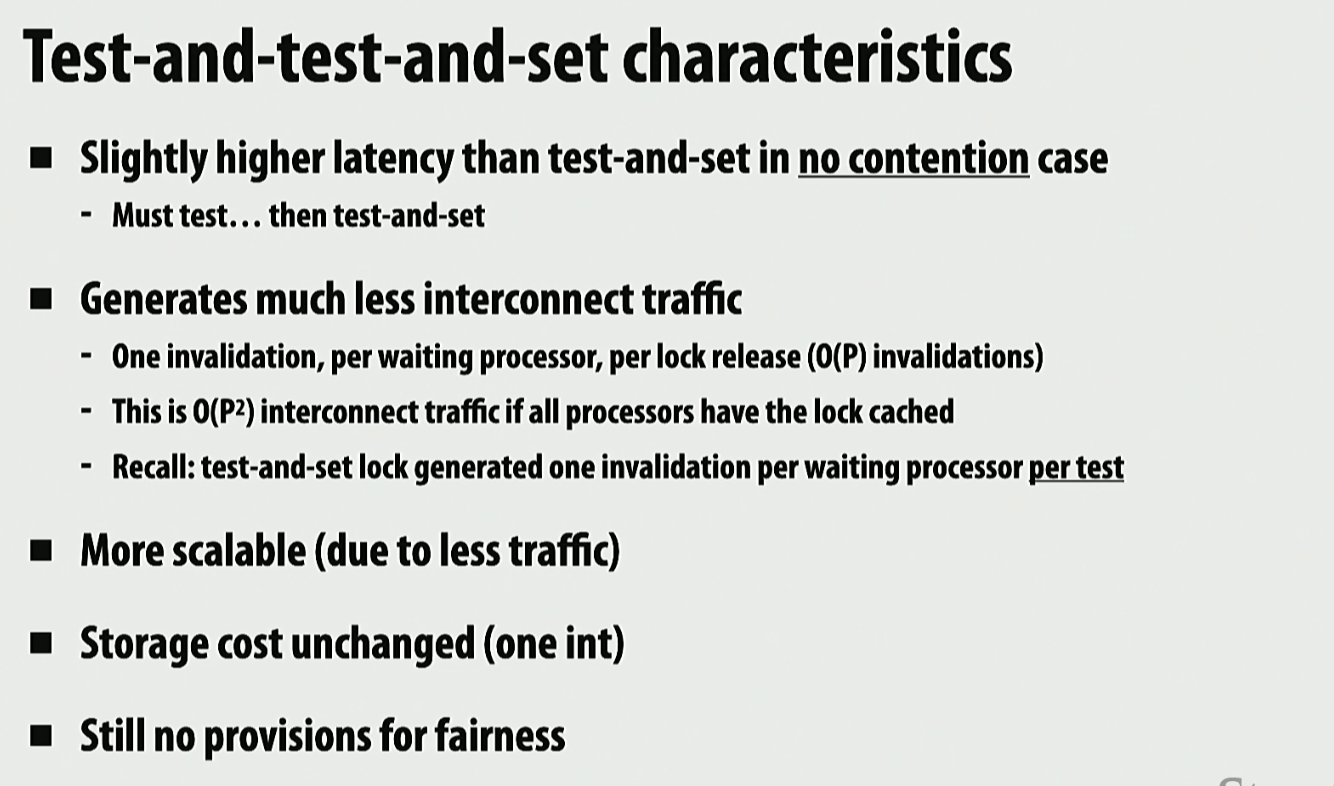 Test-and-test-and-set characteristics
■ Slightly higher latency than test-and-set in no contention case
- Must test... then test-and-set
■ Generates much less interconnect traffic
- One invalidation, per waiting processor, per lock release (O(P) invalidations)
- This is O(P²) interconnect traffic if all processors have the lock cached
- Recall: test-and-set lock generated one invalidation per waiting processor per test
■ More scalable (due to less traffic)
■ Storage cost unchanged (one int)
■ Still no provisions for fairness